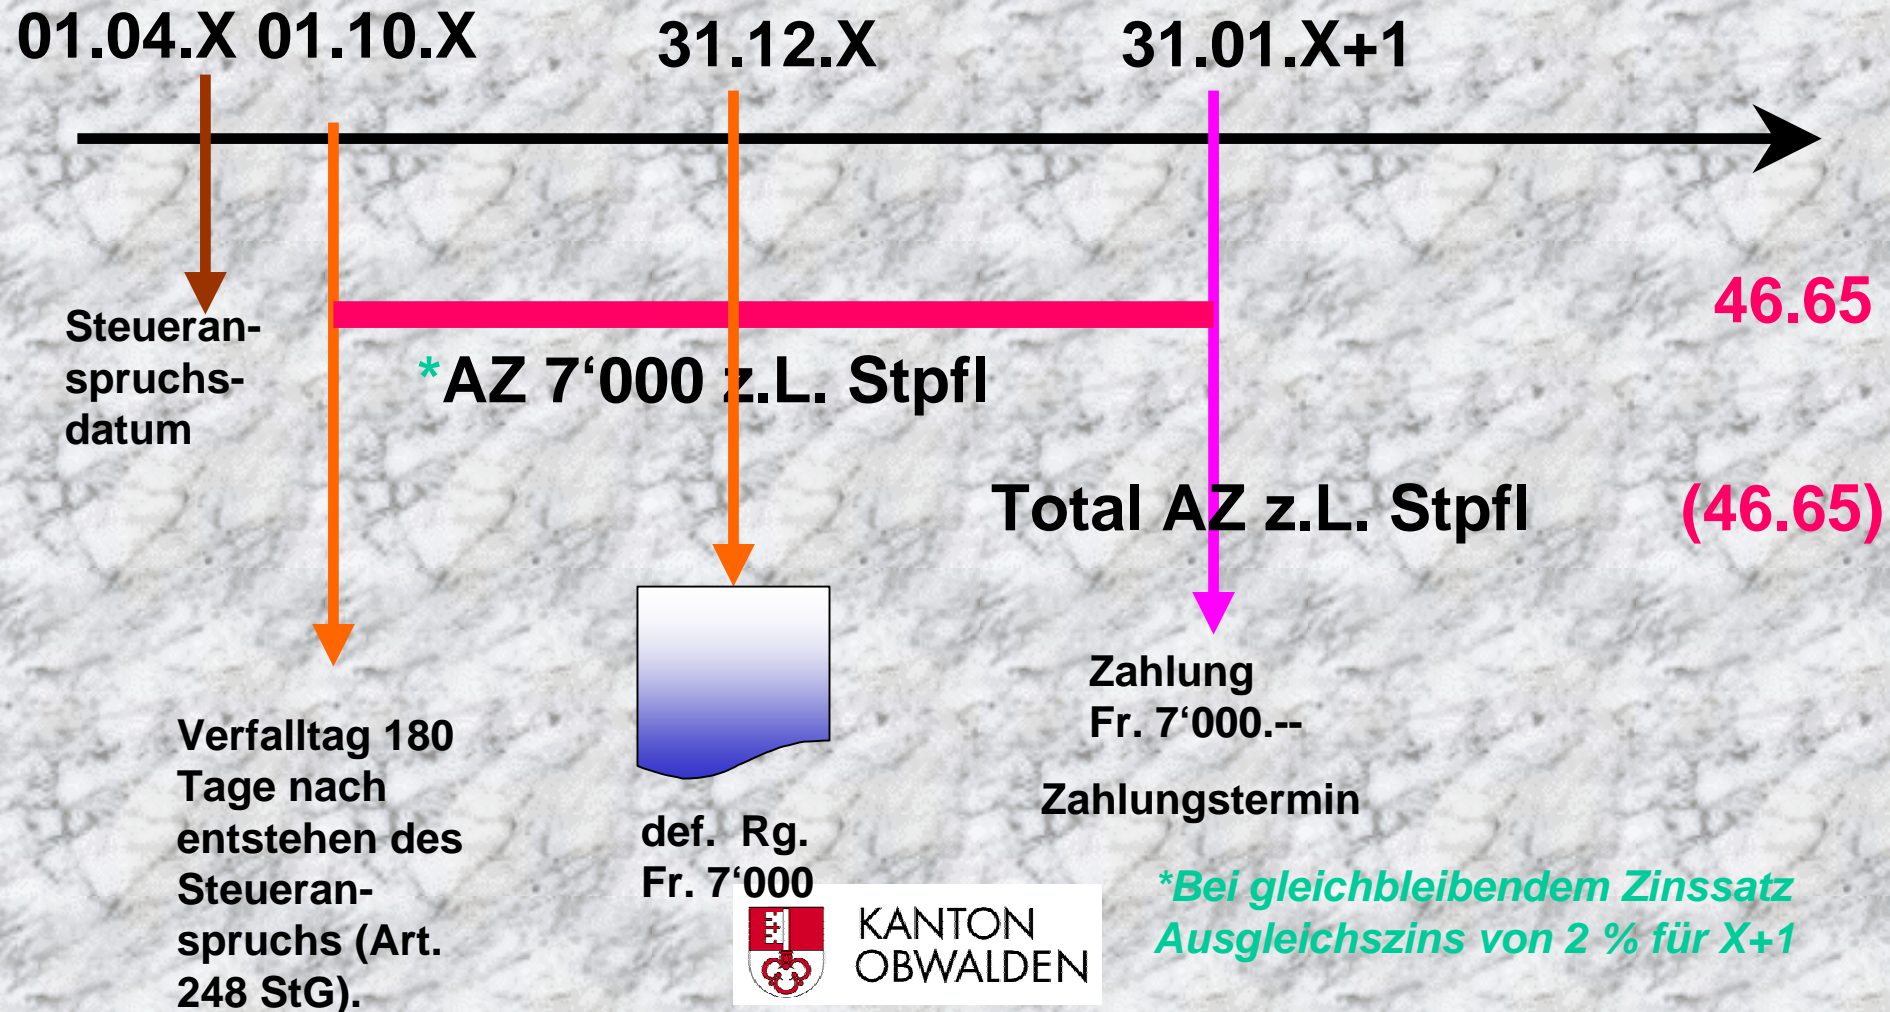 01.04.X 01.10.X 31.12.X 31.01.X+1
Steueran-
spruchs-
datum
46.65
*AZ 7‘000 z.L. Stpfl
Total AZ z.L. Stpfl (46.65)
Verfalltag 180
Tage nach
entstehen des
Steueran-
spruchs (Art.
248 StG).
def. Rg.
Fr. 7‘000
Zahlung
Fr. 7‘000.--
Zahlungstermin
*Bei gleichbleibendem Zinssatz
Ausgleichszins von 2 % für X+1
KANTON
OBWALDEN